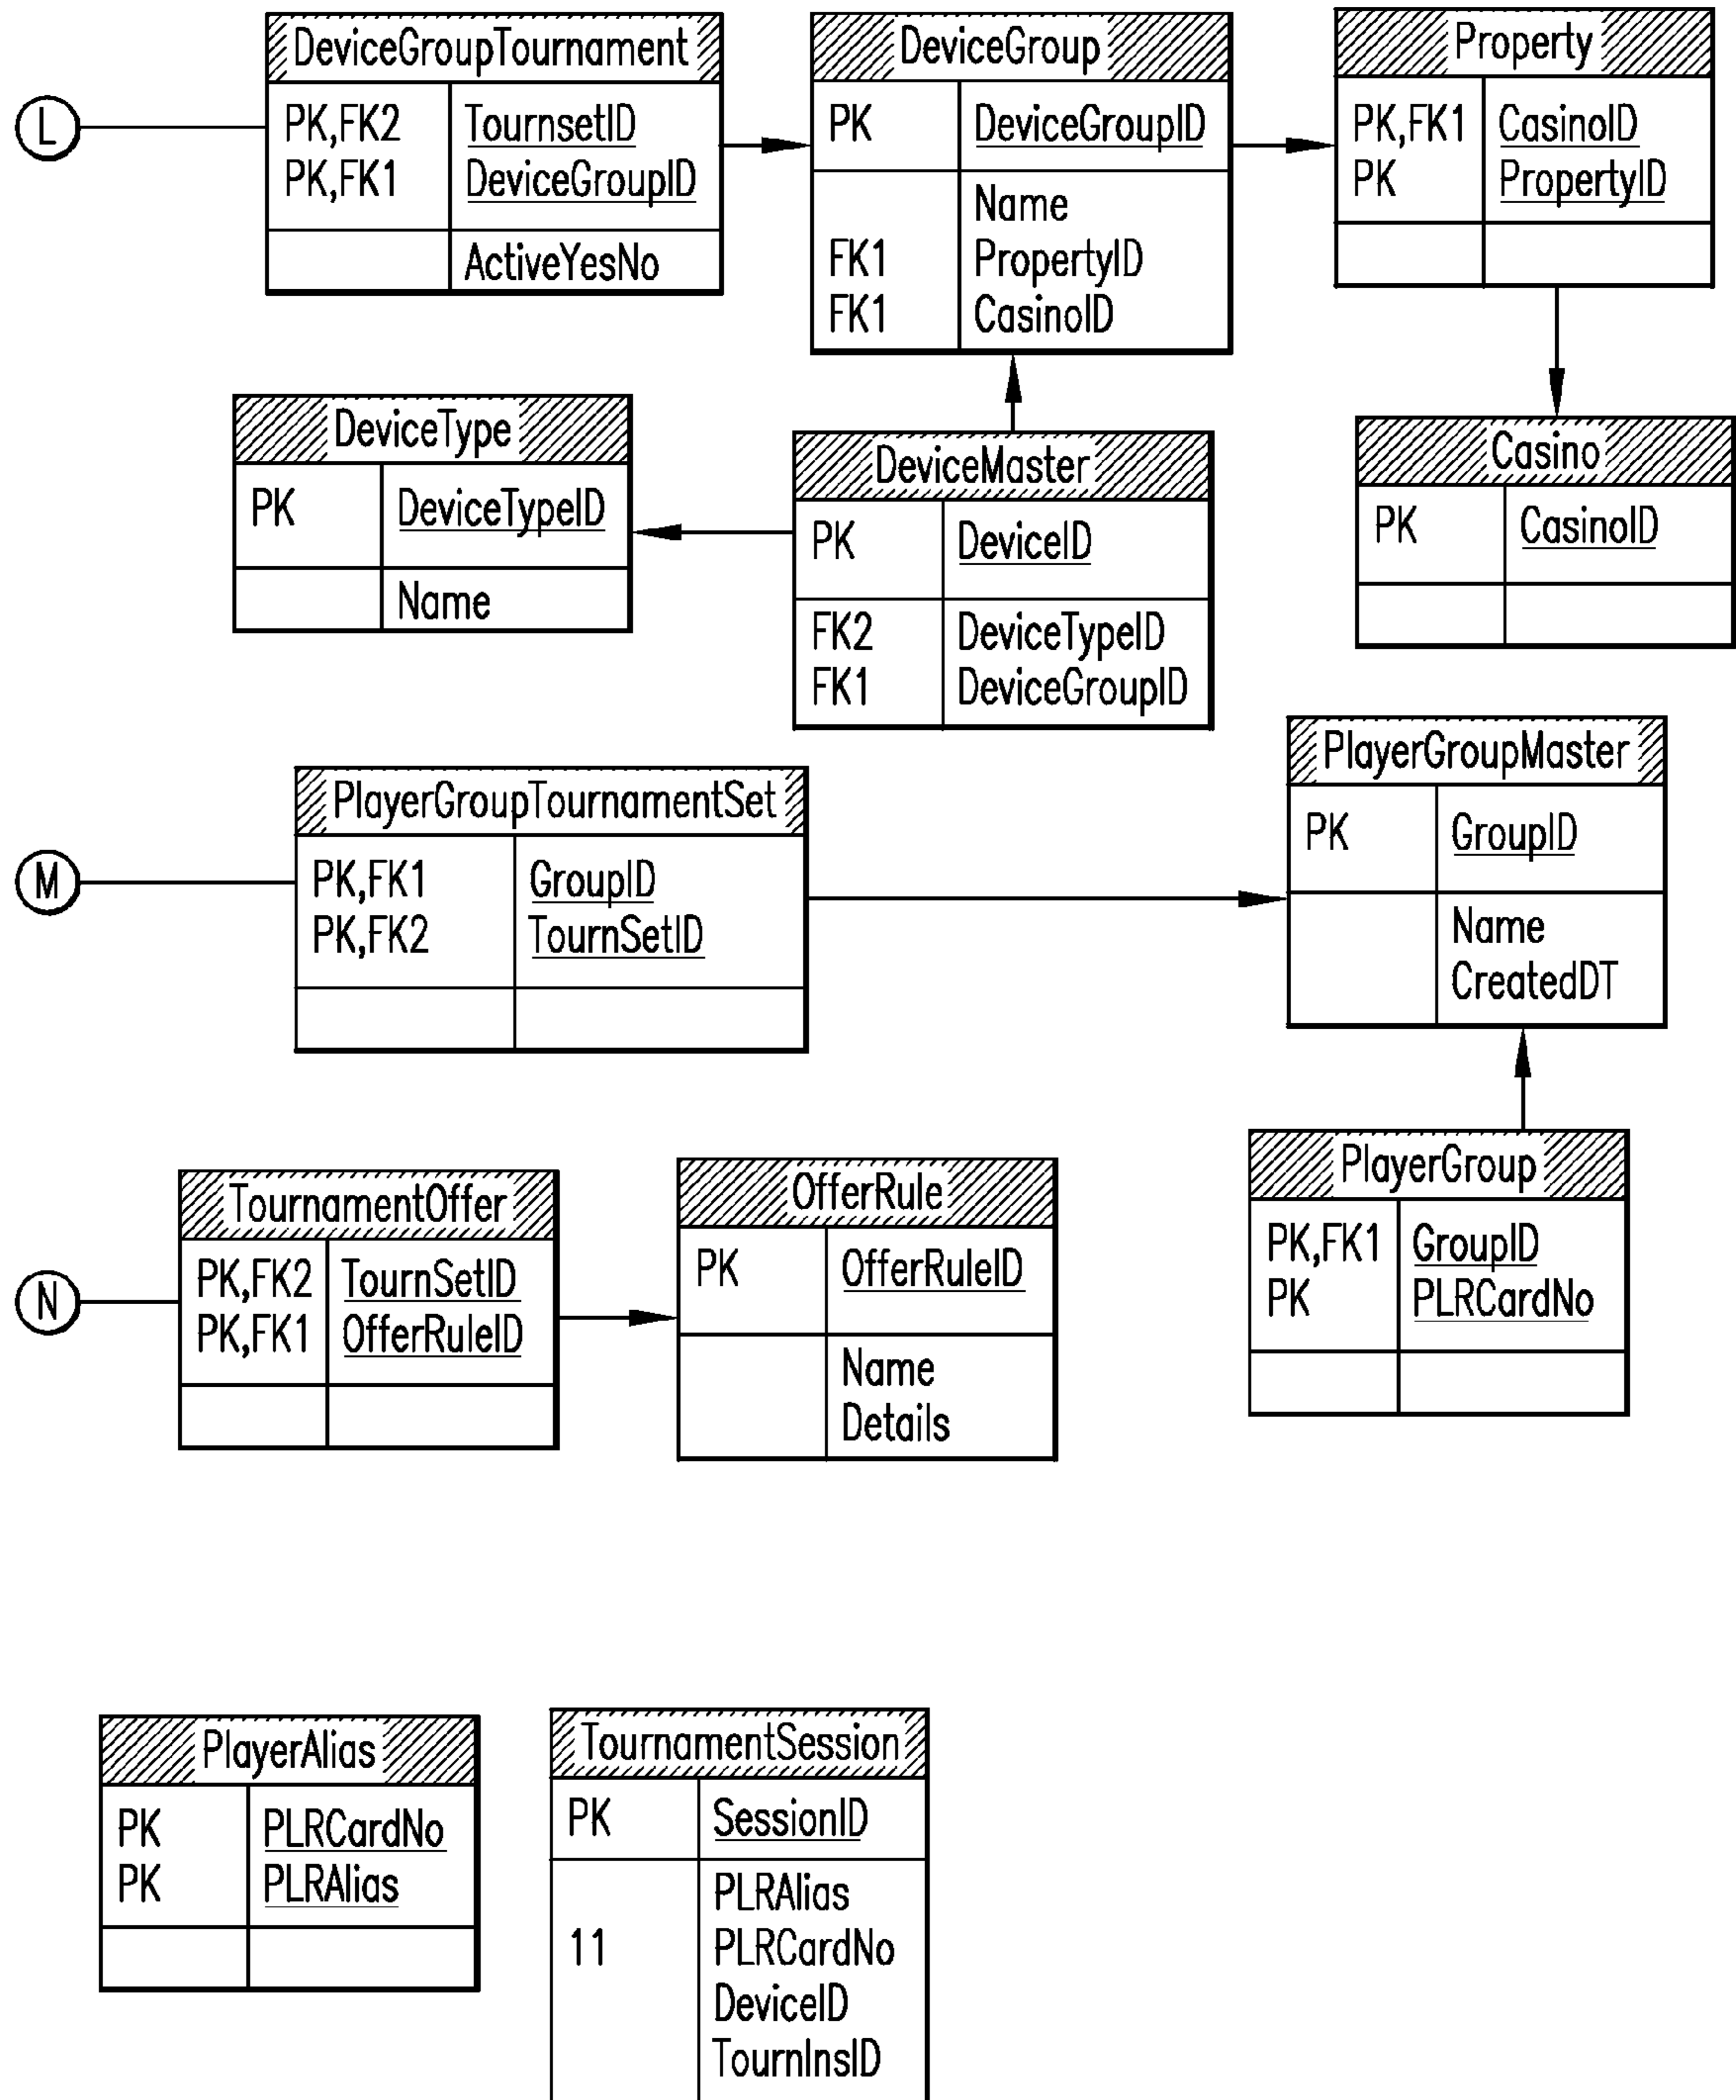 L
DeviceGroupTournament
PK,FK2 TournsetID
PK,FK1 DeviceGroupID
ActiveYesNo
DeviceGroup
PK DeviceGroupID
Name
FK1 PropertyID
FK1 CasinoID
Property
PK,FK1 CasinoID
PK PropertyID
DeviceType
PK DeviceTypeID
Name
DeviceMaster
PK DeviceID
FK2 DeviceTypeID
FK1 DeviceGroupID
Casino
PK CasinoID
M
PlayerGroupTournamentSet
PK,FK1 GroupID
PK,FK2 TournSetID
PlayerGroupMaster
PK GroupID
Name
CreatedDT
N
TournamentOffer
PK,FK2 TournSetID
PK,FK1 OfferRuleID
OfferRule
PK OfferRuleID
Name
Details
PlayerGroup
PK,FK1 GroupID
PK PLRCardNo
PlayerAlias
PK PLRCardNo
PK PLRAlias
TournamentSession
PK SessionID
PLRAlias
11 PLRCardNo
DeviceID
TournInsID